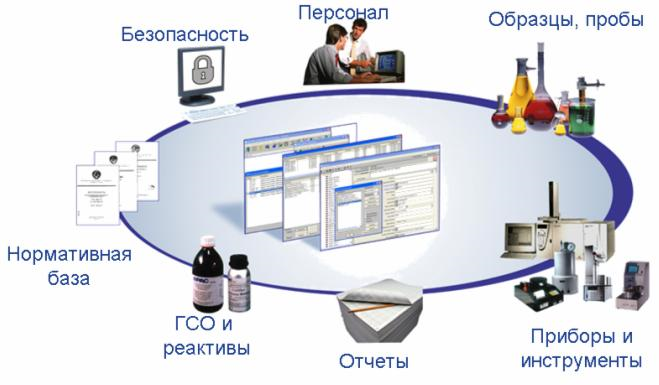 Персонал
Образцы, пробы
Безопасность
Нормативная
база
ГСО и
реактивы
Отчеты
Приборы и
инструменты